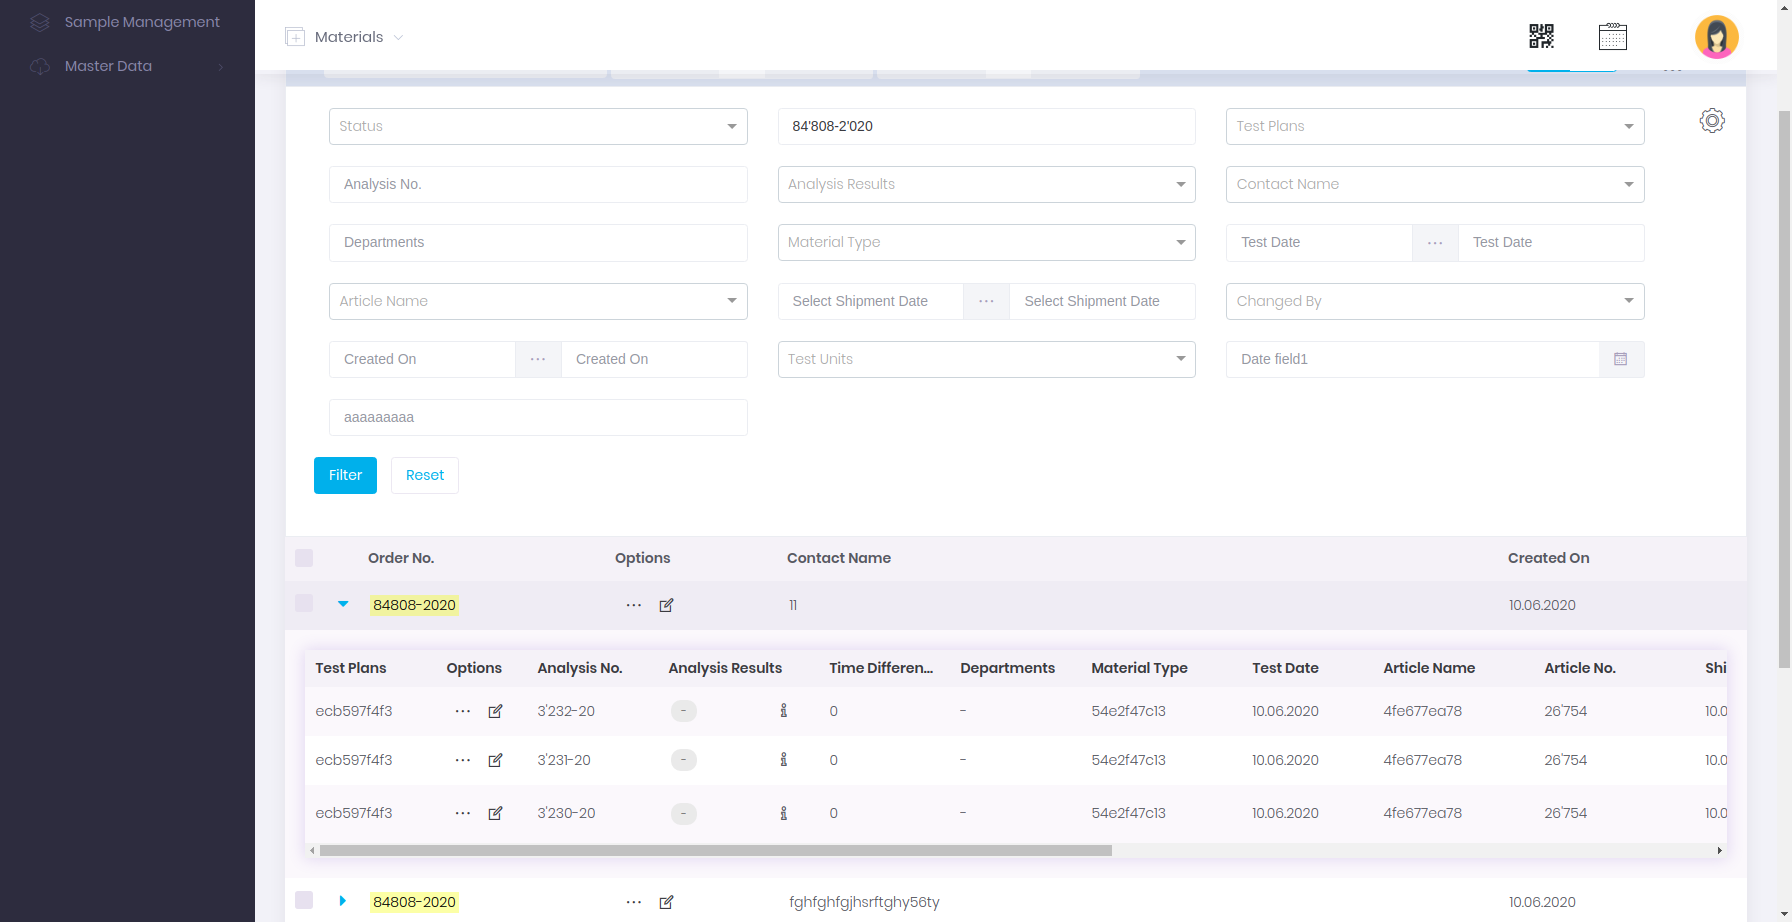 Sample Management
Master Data
Materials
Status
84'808-2'020
Test Plans
Analysis No.
Analysis Results
Contact Name
Departments
Material Type
Test Date ... Test Date
Article Name
Select Shipment Date ... Select Shipment Date
Changed By
Created On ... Created On
Test Units
Date field1
aaaaaaaaa
Filter Reset
Order No. Options Contact Name Created On
84808-2020 ... 11 10.06.2020
Test Plans Options Analysis No. Analysis Results Time Differen... Departments Material Type Test Date Article Name Article No. Shi
ecb597f4f3 ... 3'232-20 - 0 - 54e2f47c13 10.06.2020 4fe677ea78 26'754 10.0
ecb597f4f3 ... 3'231-20 - 0 - 54e2f47c13 10.06.2020 4fe677ea78 26'754 10.0
ecb597f4f3 ... 3'230-20 - 0 - 54e2f47c13 10.06.2020 4fe677ea78 26'754 10.0
84808-2020 ... fghfghfgjhsrftghy56ty 10.06.2020